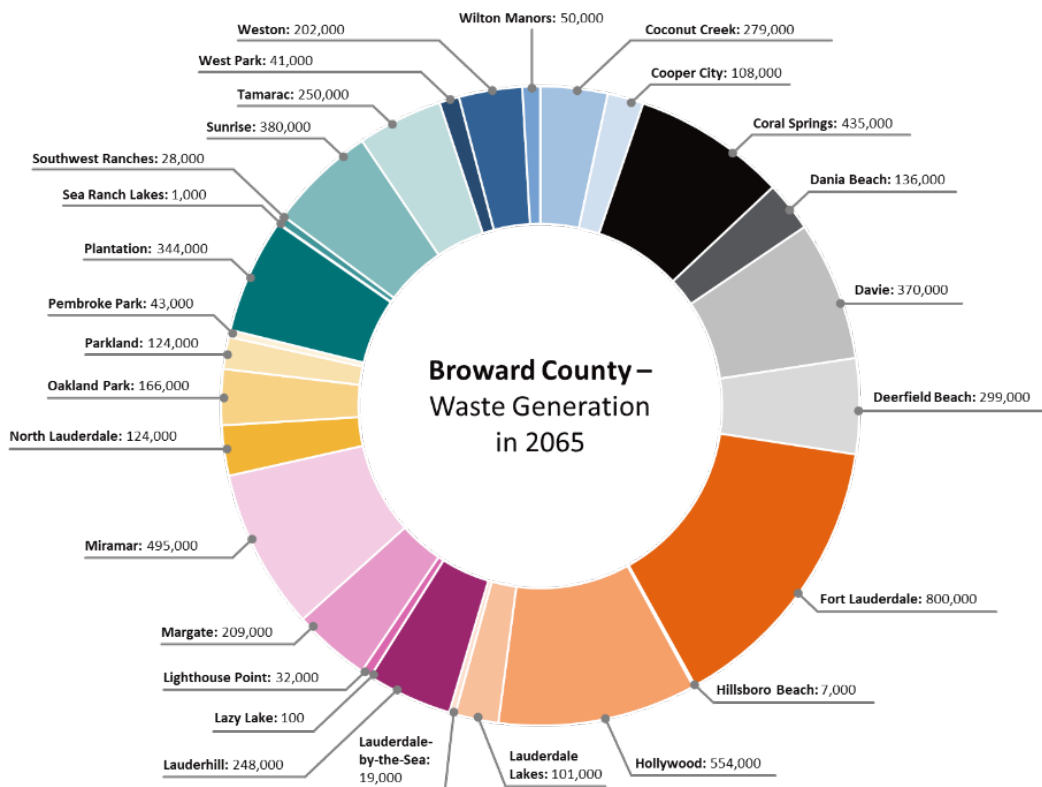 Wilton Manors: 50,000
Coconut Creek: 279,000
Cooper City: 108,000
Coral Springs: 435,000
Dania Beach: 136,000
Davie: 370,000
Deerfield Beach: 299,000
Fort Lauderdale: 800,000
Hillsboro Beach: 7,000
Hollywood: 554,000
Lauderdale
Lakes: 101,000
Lauderdale-
by-the-Sea:
19,000
Lauderhill: 248,000
Lazy Lake: 100
Lighthouse Point: 32,000
Margate: 209,000
Miramar: 495,000
North Lauderdale: 124,000
Oakland Park: 166,000
Parkland: 124,000
Pembroke Park: 43,000
Plantation: 344,000
Sea Ranch Lakes: 1,000
Southwest Ranches: 28,000
Sunrise: 380,000
Tamarac: 250,000
West Park: 41,000
Weston: 202,000
Broward County –
Waste Generation
in 2065